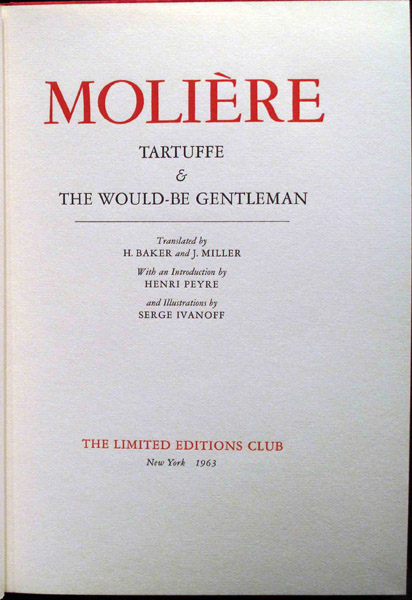 MOLIÈRE
TARTUFFE
&
THE WOULD-BE GENTLEMAN
Translated by
H. BAKER and J. MILLER
With an Introduction by
HENRI PEYRE
and Illustrations by
SERGE IVANOFF
THE LIMITED EDITIONS CLUB
New York 1963